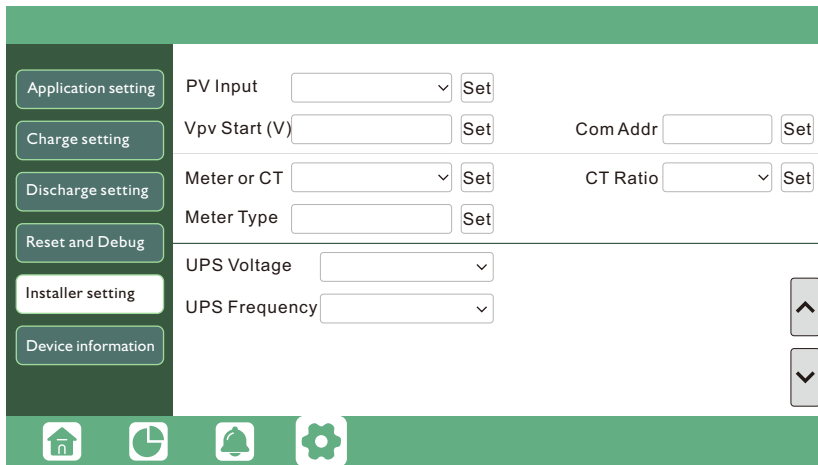 Application setting
Charge setting
Discharge setting
Reset and Debug
Installer setting
Device information
PV Input Set
Vpv Start (V) Set Com Addr Set
Meter or CT Set CT Ratio Set
Meter Type Set
UPS Voltage
UPS Frequency